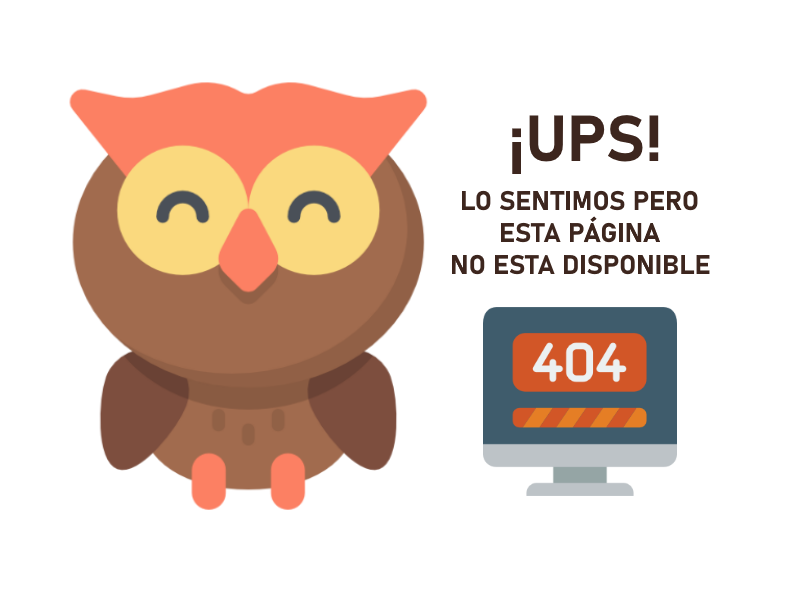 ¡UPS!
LO SENTIMOS PERO
ESTA PÁGINA
NO ESTA DISPONIBLE
404